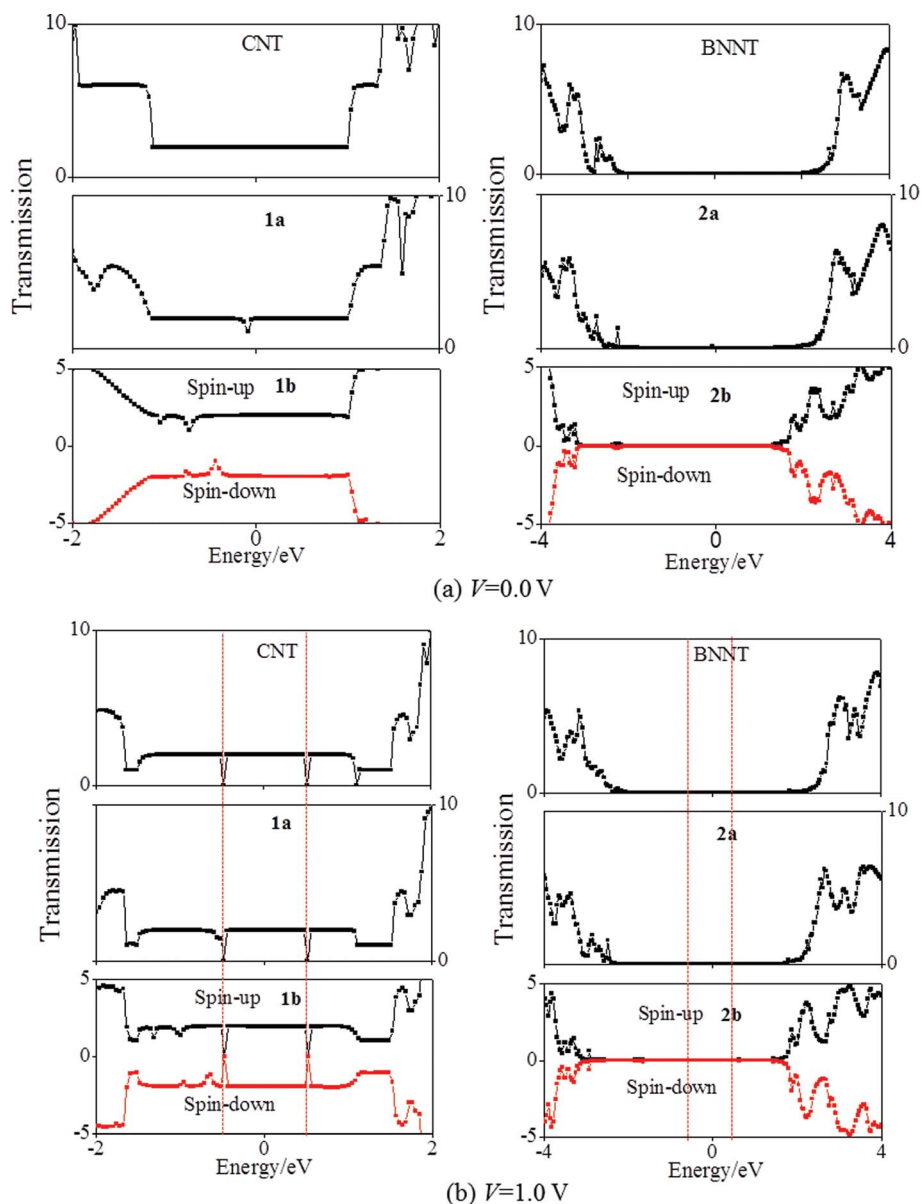 10
CNT
0
Transmission
1a
10
0
5
Spin-up 1b
0
Spin-down
-5
-2 0 2
Energy/eV
10
BNNT
0
Transmission
2a
10
0
5
Spin-up 2b
0
Spin-down
-5
-4 0 4
Energy/eV
(a) V=0.0 V
10
CNT
0
Transmission
1a
10
0
5
Spin-up 1b
0
Spin-down
-5
-2 0 2
Energy/eV
10
BNNT
0
Transmission
2a
10
0
5
Spin-up 2b
0
Spin-down
-5
-4 0 4
Energy/eV
(b) V=1.0 V